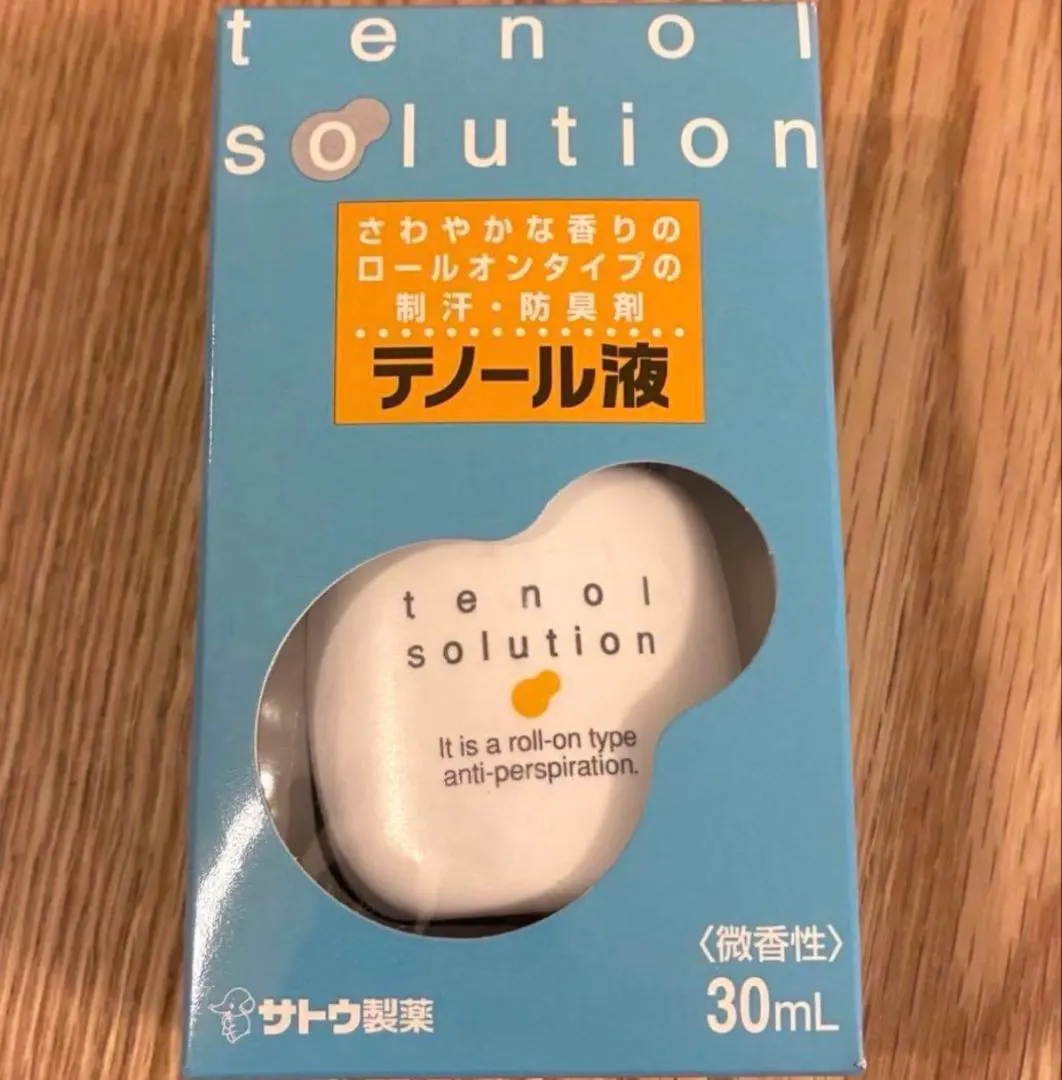 tenol
solution
さわやかな香りの
ロールオンタイプの
制汗・防臭剤
テノール液
tenol
solution
It is a roll-on type
anti-perspiration.
〈微香性〉
30mL
サトウ製薬